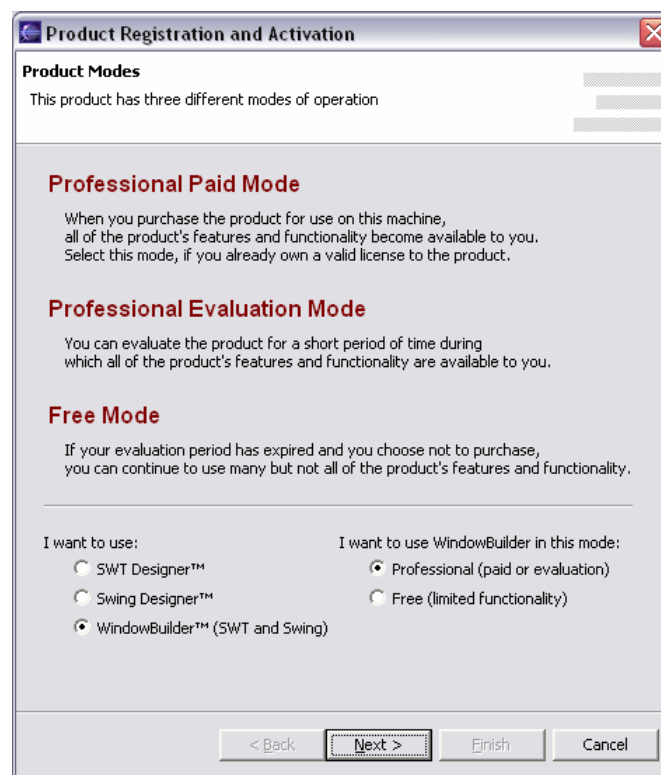 Product Registration and Activation
Product Modes
This product has three different modes of operation
Professional Paid Mode
When you purchase the product for use on this machine,
all of the product's features and functionality become available to you.
Select this mode, if you already own a valid license to the product.
Professional Evaluation Mode
You can evaluate the product for a short period of time during
which all of the product's features and functionality are available to you.
Free Mode
If your evaluation period has expired and you choose not to purchase,
you can continue to use many but not all of the product's features and functionality.
I want to use:
SWT Designer™
Swing Designer™
WindowBuilder™ (SWT and Swing)
I want to use WindowBuilder in this mode:
Professional (paid or evaluation)
Free (limited functionality)
< Back
Next >
Finish
Cancel